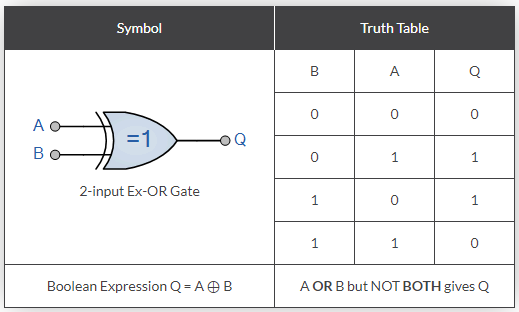 Symbol
Truth Table
B A Q
0 0 0
A
=1
Q
B
0 1 1
2-input Ex-OR Gate
1 0 1
1 1 0
Boolean Expression Q = A ⊕ B
A OR B but NOT BOTH gives Q